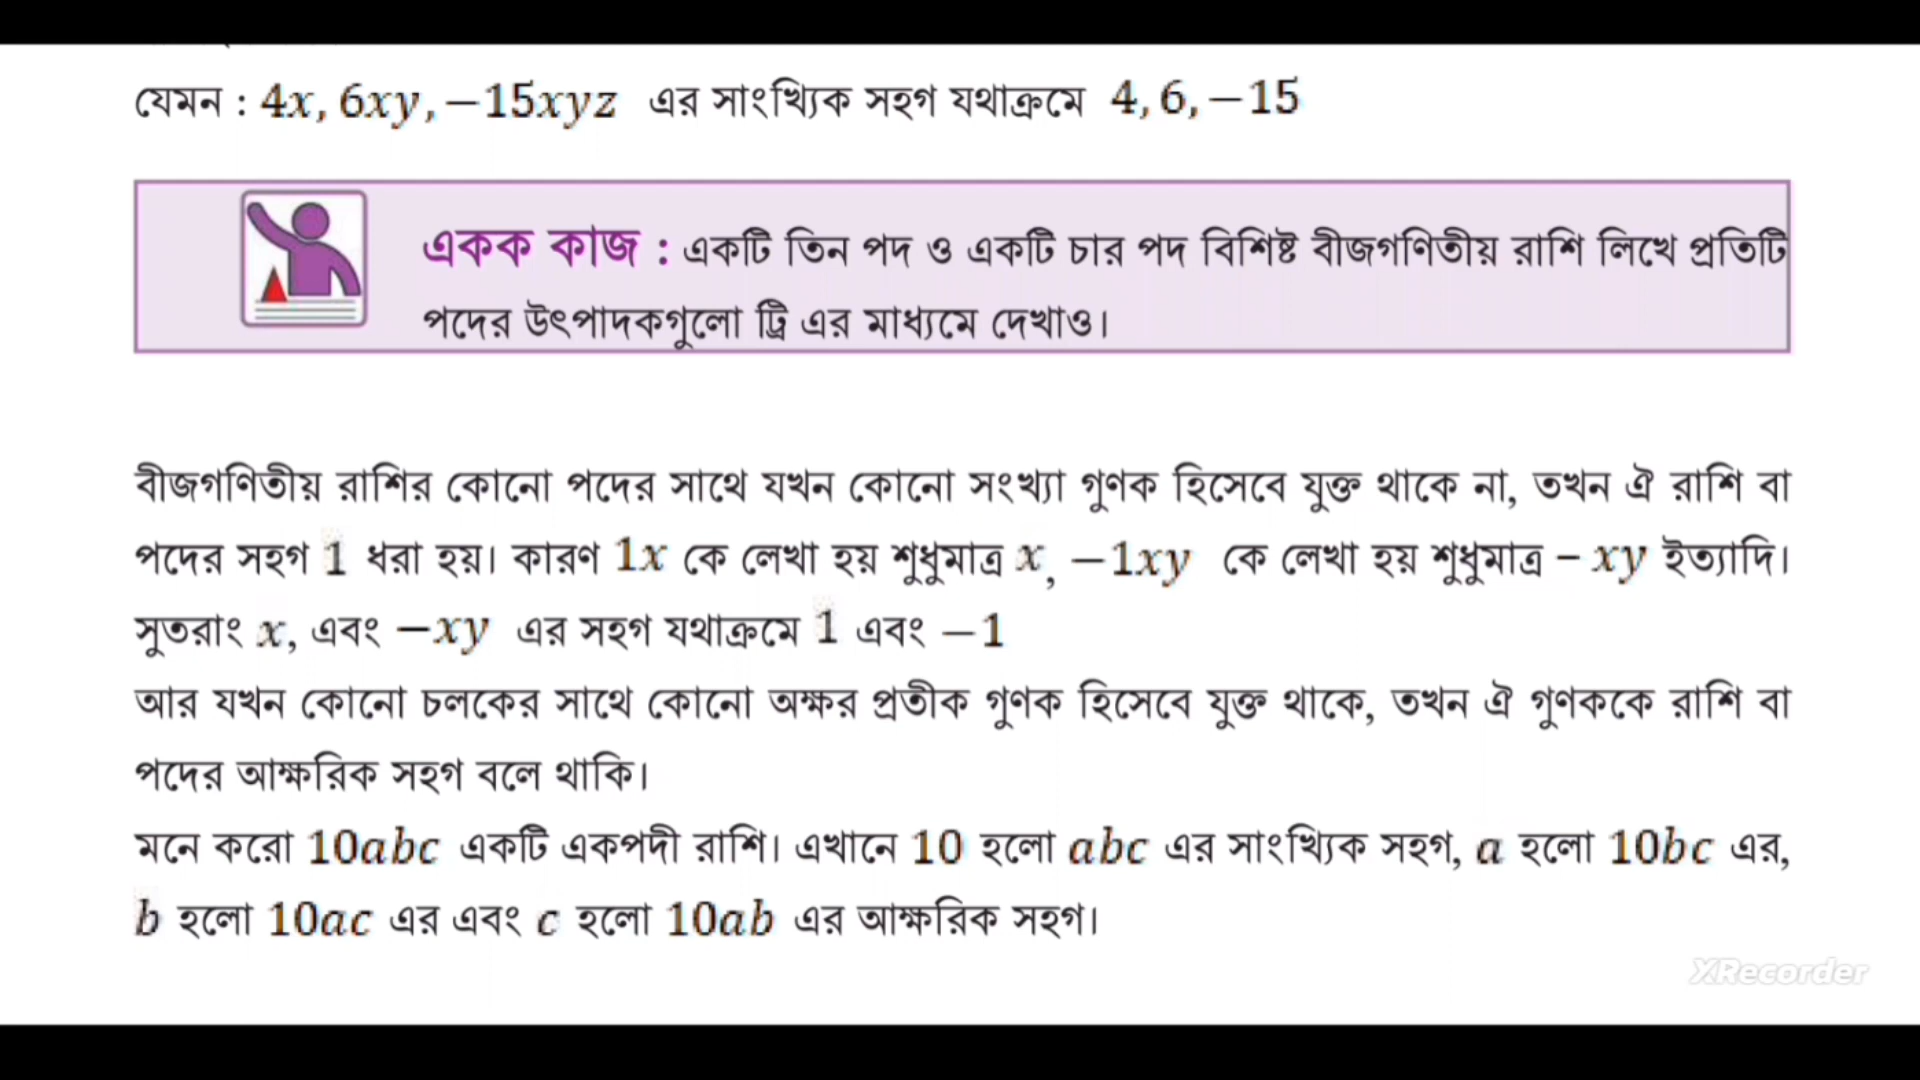 যেমন : 4x, 6xy, −15xyz এর সাংখ্যিক সহগ যথাক্রমে 4, 6, −15
একক কাজ : একটি তিন পদ ও একটি চার পদ বিশিষ্ট বীজগণিতীয় রাশি লিখে প্রতিটি
পদের উৎপাদকগুলো ট্রি এর মাধ্যমে দেখাও।
বীজগণিতীয় রাশির কোনো পদের সাথে যখন কোনো সংখ্যা গুণক হিসেবে যুক্ত থাকে না, তখন ঐ রাশি বা
পদের সহগ 1 ধরা হয়। কারণ 1x কে লেখা হয় শুধুমাত্র x, −1xy কে লেখা হয় শুধুমাত্র − xy ইত্যাদি।
সুতরাং x, এবং −xy এর সহগ যথাক্রমে 1 এবং −1
আর যখন কোনো চলকের সাথে কোনো অক্ষর প্রতীক গুণক হিসেবে যুক্ত থাকে, তখন ঐ গুণককে রাশি বা
পদের আক্ষরিক সহগ বলে থাকি।
মনে করো 10abc একটি একপদী রাশি। এখানে 10 হলো abc এর সাংখ্যিক সহগ, a হলো 10bc এর,
b হলো 10ac এর এবং c হলো 10ab এর আক্ষরিক সহগ।
XRecorder